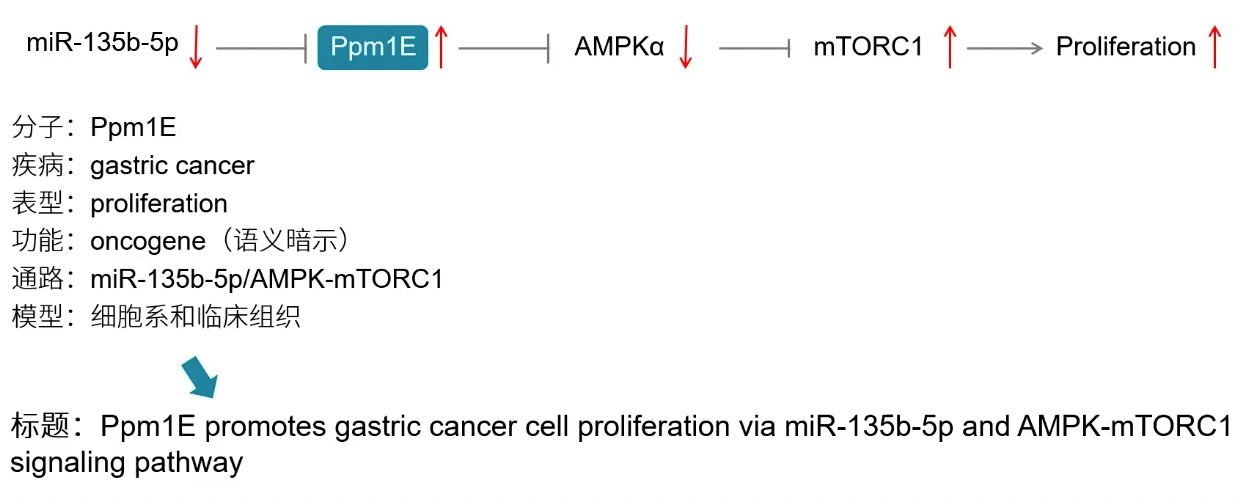 miR-135b-5p Ppm1E AMPKα mTORC1 Proliferation
分子：Ppm1E
疾病：gastric cancer
表型：proliferation
功能：oncogene（语义暗示）
通路：miR-135b-5p/AMPK-mTORC1
模型：细胞系和临床组织
标题：Ppm1E promotes gastric cancer cell proliferation via miR-135b-5p and AMPK-mTORC1
signaling pathway